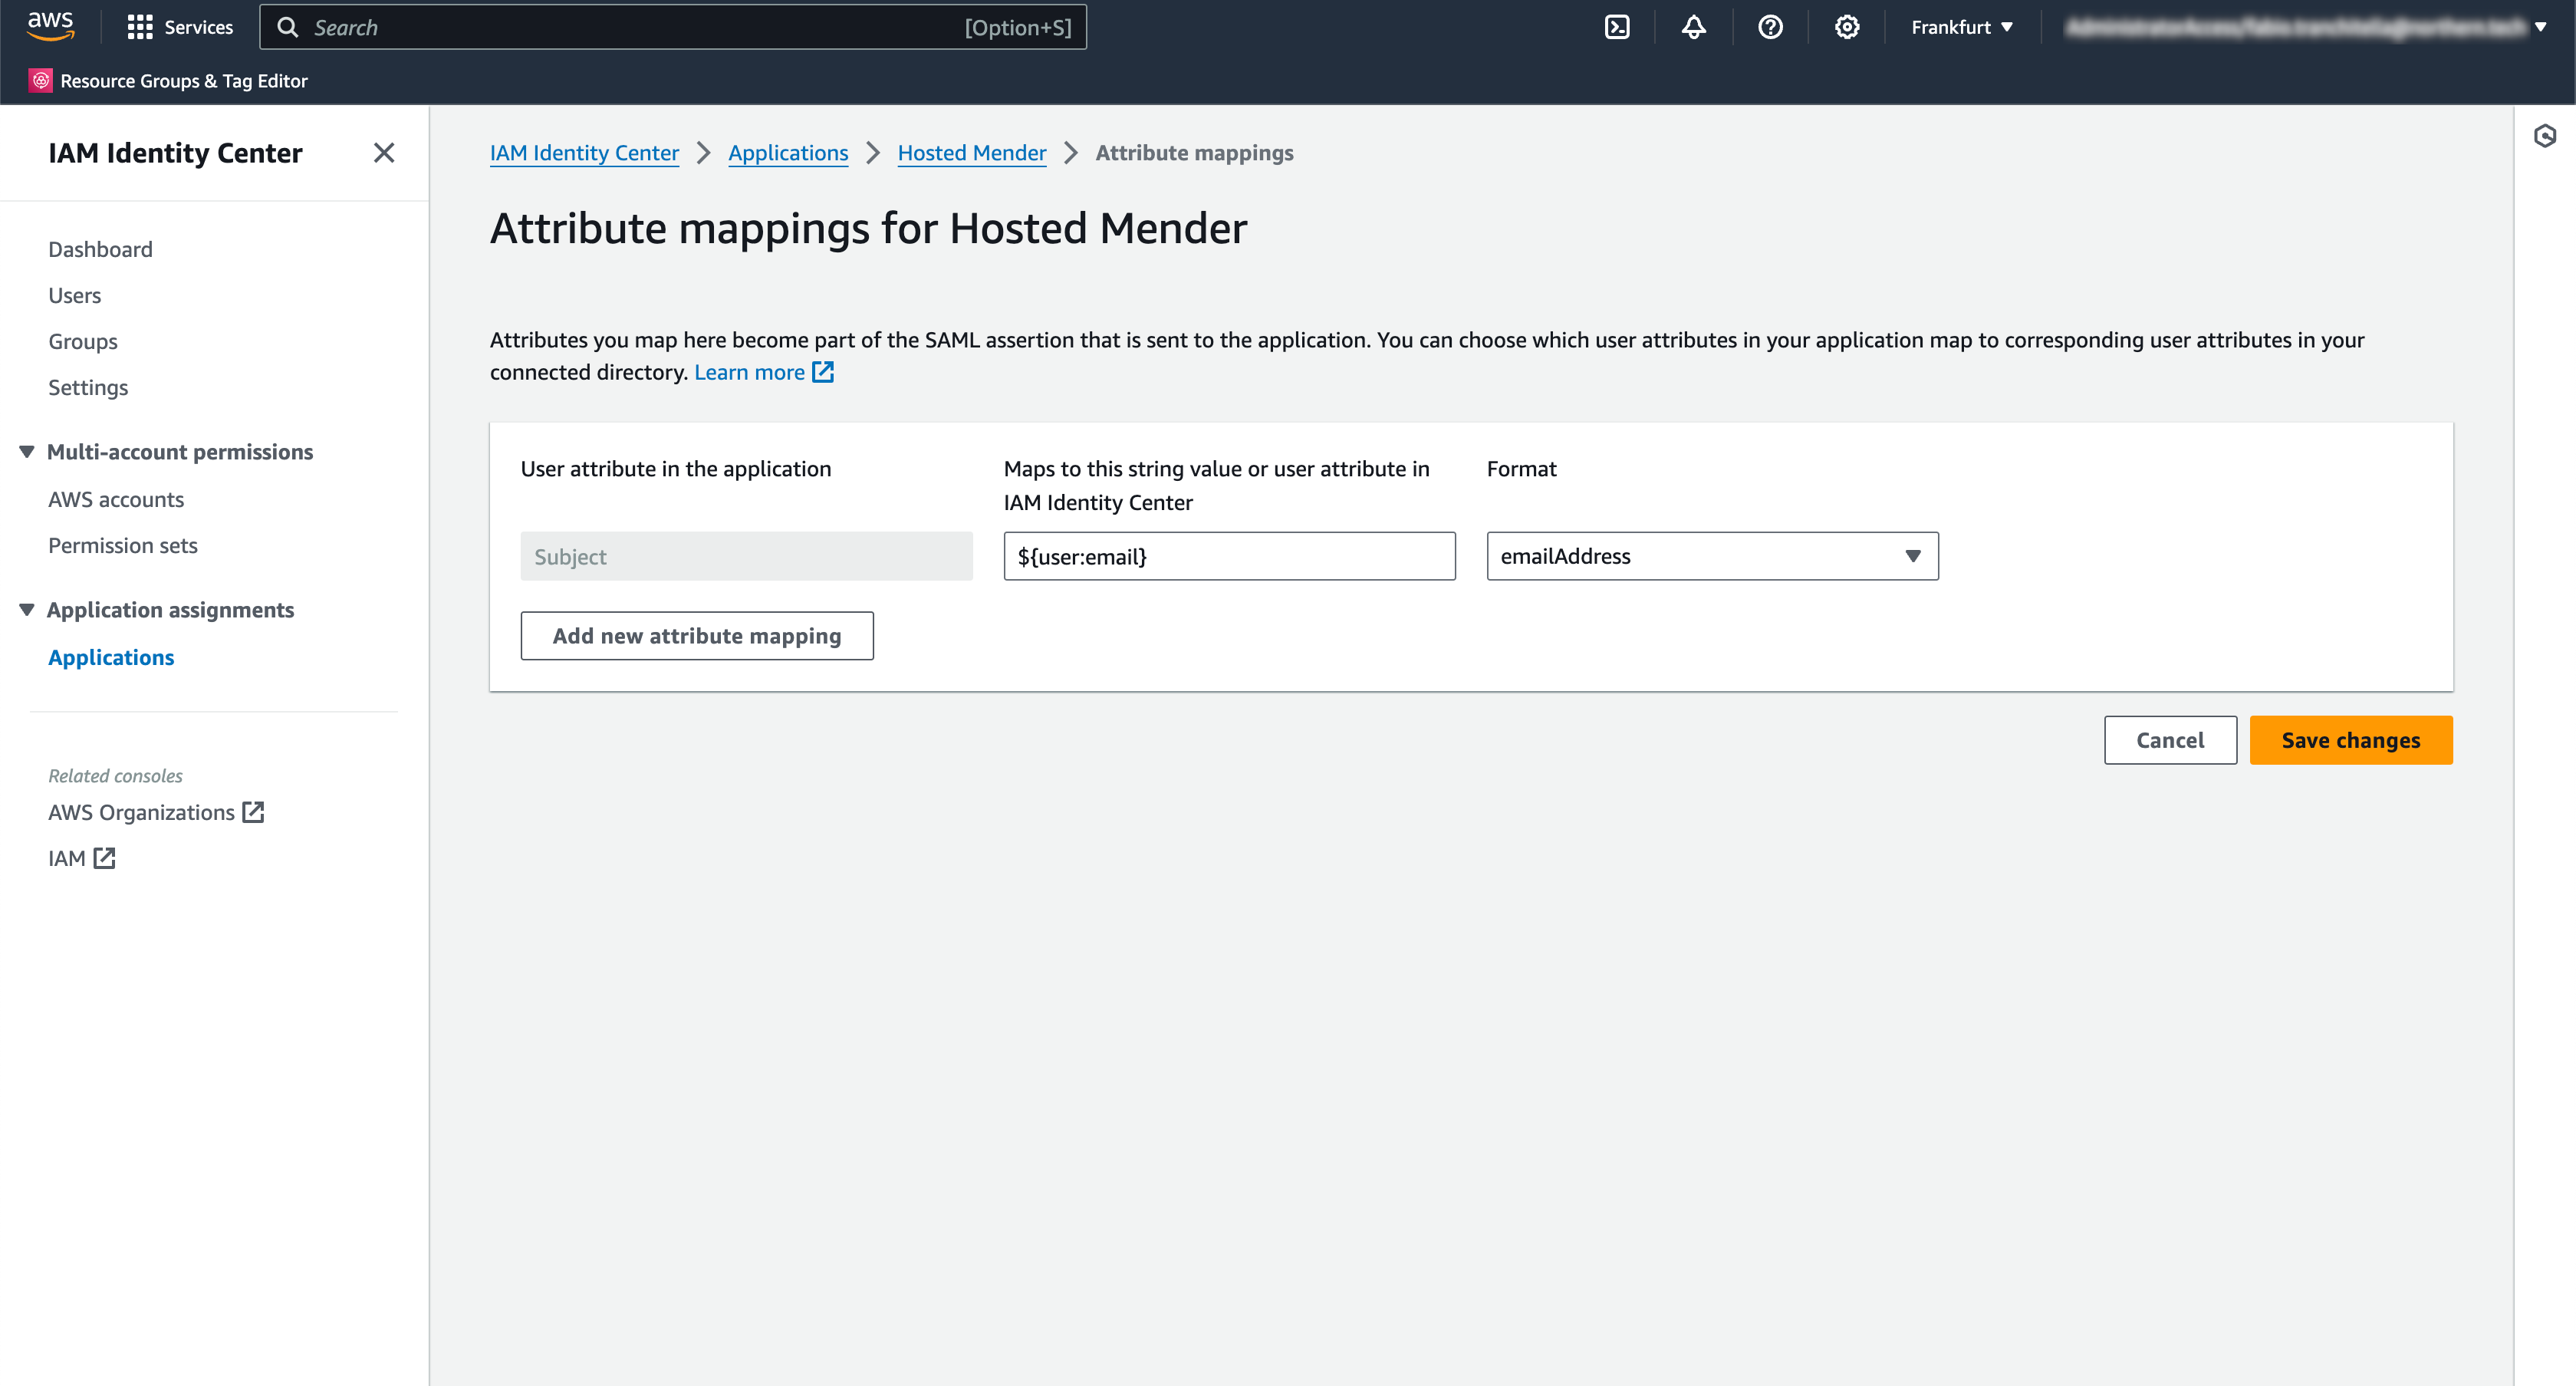 aws
Services
Search
[Option+S]
Frankfurt
Resource Groups & Tag Editor
IAM Identity Center
Dashboard
Users
Groups
Settings
Multi-account permissions
AWS accounts
Permission sets
Application assignments
Applications
Related consoles
AWS Organizations
IAM
IAM Identity Center
Applications
Hosted Mender
Attribute mappings
Attribute mappings for Hosted Mender
Attributes you map here become part of the SAML assertion that is sent to the application. You can choose which user attributes in your application map to corresponding user attributes in your
connected directory. Learn more
User attribute in the application
Maps to this string value or user attribute in
IAM Identity Center
Format
Subject
${user:email}
emailAddress
Add new attribute mapping
Cancel
Save changes